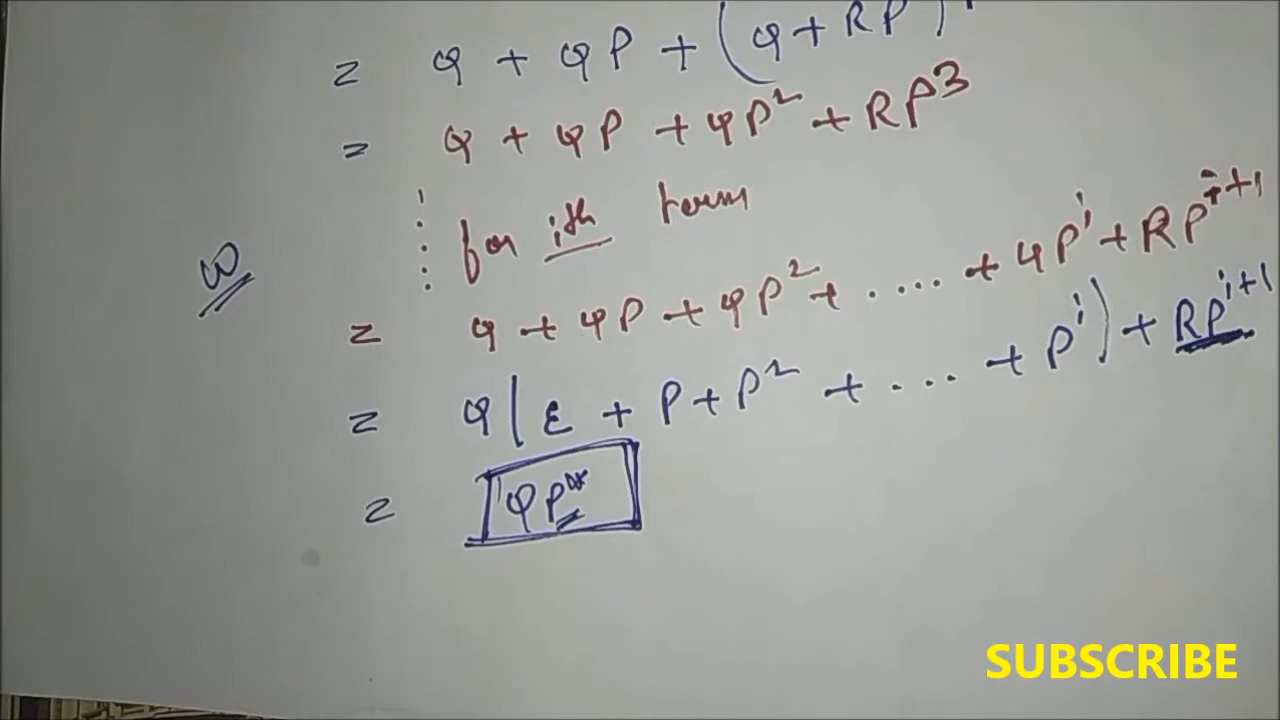 = Q + QP + (Q + RP)
= Q + QP + QP² + RP³
for ith term
ω
= Q + QP + QP² + .... + QPⁱ + RPⁱ⁺¹
= Q(ε + P + P² + ... + Pⁱ) + RPⁱ⁺¹
= QP*
SUBSCRIBE